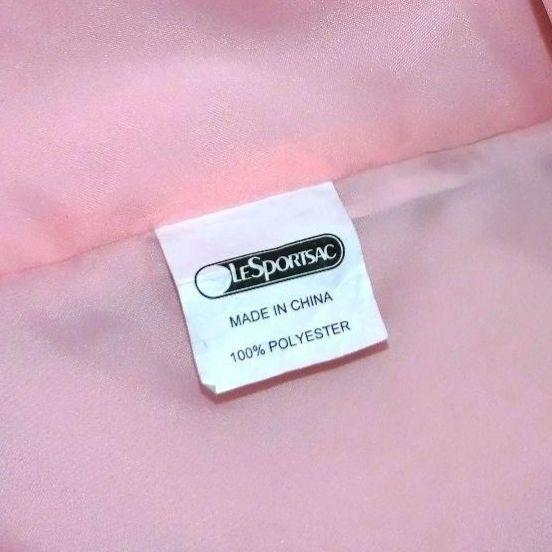 LESPORTSAC
MADE IN CHINA
100% POLYESTER